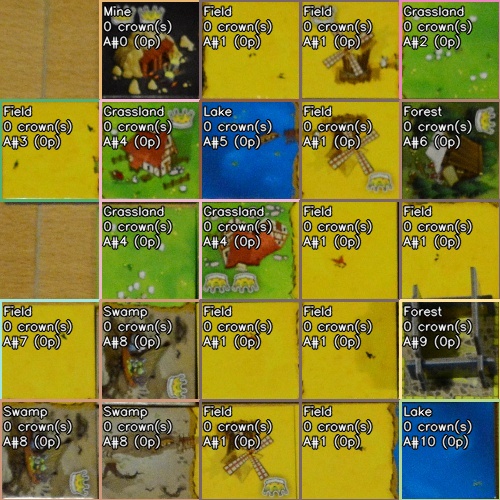 Mine
0 crown(s)
A#0 (0p)
Field
0 crown(s)
A#1 (0p)
Field
0 crown(s)
A#1 (0p)
Grassland
0 crown(s)
A#2 (0p)
Field
0 crown(s)
A#3 (0p)
Grassland
0 crown(s)
A#4 (0p)
Lake
0 crown(s)
A#5 (0p)
Field
0 crown(s)
A#1 (0p)
Forest
0 crown(s)
A#6 (0p)
Grassland
0 crown(s)
A#4 (0p)
Grassland
0 crown(s)
A#4 (0p)
Field
0 crown(s)
A#1 (0p)
Field
0 crown(s)
A#1 (0p)
Field
0 crown(s)
A#7 (0p)
Swamp
0 crown(s)
A#8 (0p)
Field
0 crown(s)
A#1 (0p)
Field
0 crown(s)
A#1 (0p)
Forest
0 crown(s)
A#9 (0p)
Swamp
0 crown(s)
A#8 (0p)
Swamp
0 crown(s)
A#8 (0p)
Field
0 crown(s)
A#1 (0p)
Field
0 crown(s)
A#1 (0p)
Lake
0 crown(s)
A#10 (0p)